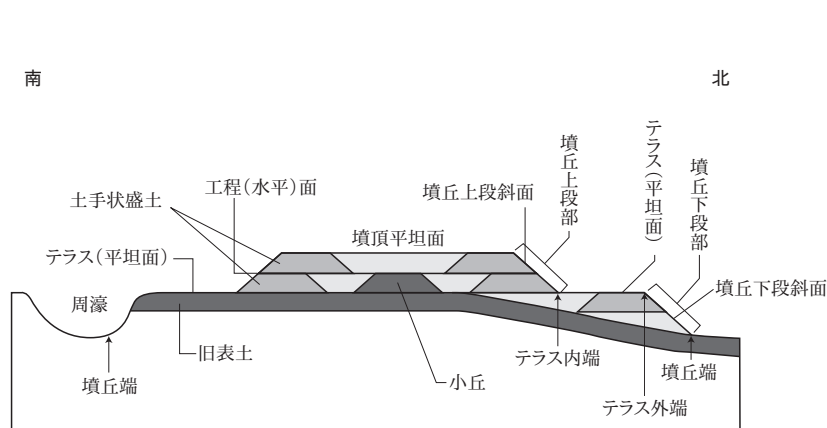 南
北
工程(水平)面
土手状盛土
墳丘上段斜面
墳丘上段部
テラス(平坦面)
墳丘下段部
墳頂平坦面
テラス(平坦面)
周濠
墳丘下段斜面
旧表土
テラス内端
墳丘端
墳丘端
小丘
テラス外端